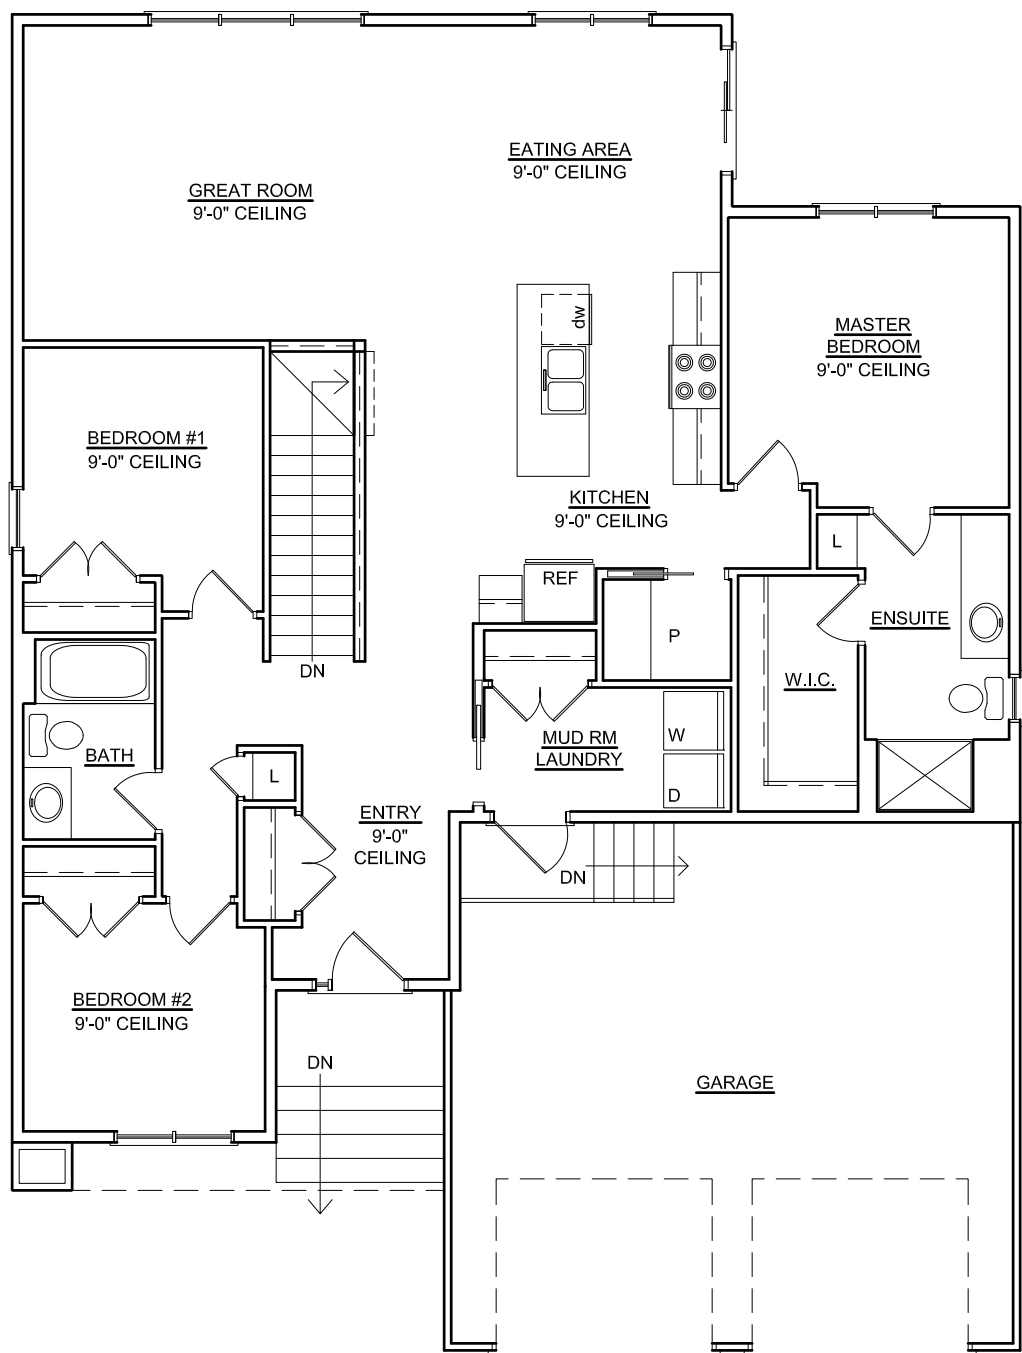 EATING AREA
9'-0" CEILING
GREAT ROOM
9'-0" CEILING
dw
MASTER
BEDROOM
9'-0" CEILING
BEDROOM #1
9'-0" CEILING
KITCHEN
9'-0" CEILING
L
REF
ENSUITE
P
DN
W.I.C.
W
MUD RM
LAUNDRY
BATH
L
D
ENTRY
9'-0"
CEILING
DN
BEDROOM #2
9'-0" CEILING
DN
GARAGE